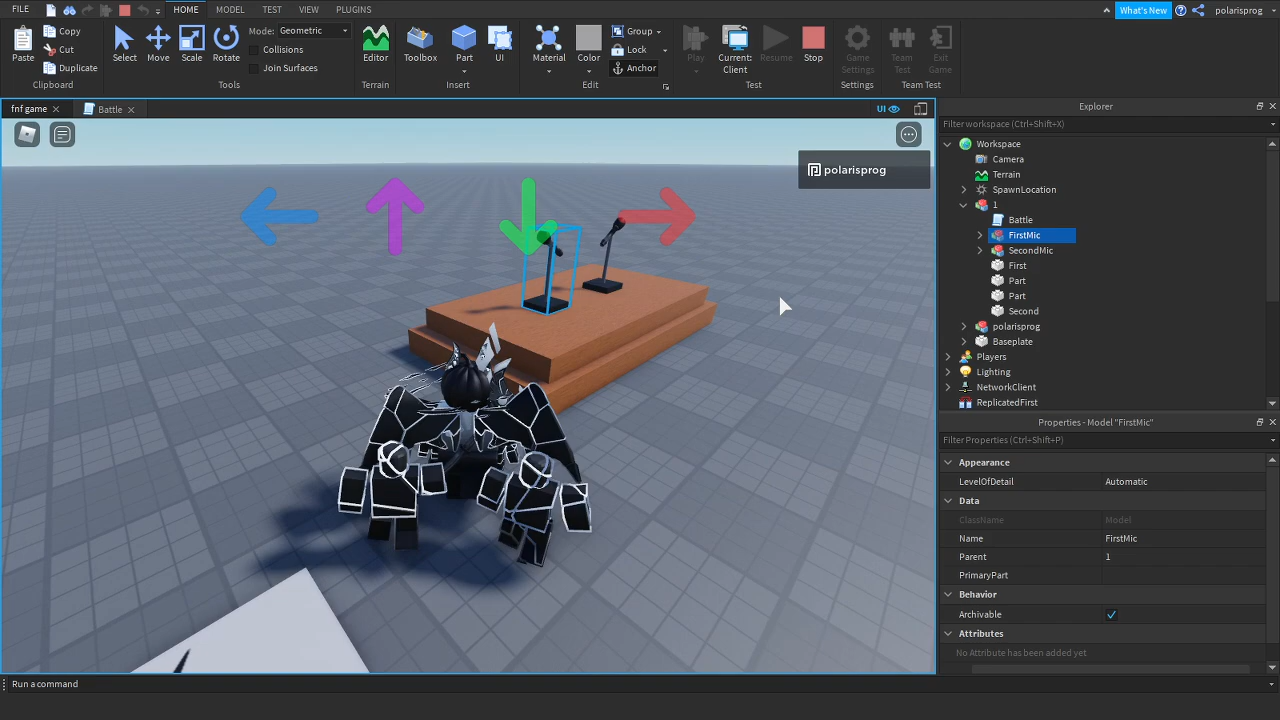 FILE HOME MODEL TEST VIEW PLUGINS What's New polarisprog
Paste Copy Cut Duplicate Select Move Scale Rotate Mode: Geometric Collisions Join Surfaces Editor Toolbox Part UI Material Color Group Lock Anchor Play Current: Client Resume Stop Game Settings Team Test Exit Game
Clipboard Tools Terrain Insert Edit Test Settings Team Test
fnf game Battle UI
polarisprog
Explorer
Filter workspace (Ctrl+Shift+X)
Workspace
Camera
Terrain
SpawnLocation
1
Battle
FirstMic
SecondMic
First
Part
Part
Second
polarisprog
Baseplate
Players
Lighting
NetworkClient
ReplicatedFirst
Properties - Model "FirstMic"
Filter Properties (Ctrl+Shift+P)
Appearance
LevelOfDetail Automatic
Data
ClassName Model
Name FirstMic
Parent 1
PrimaryPart
Behavior
Archivable
Attributes
No Attribute has been added yet
Run a command